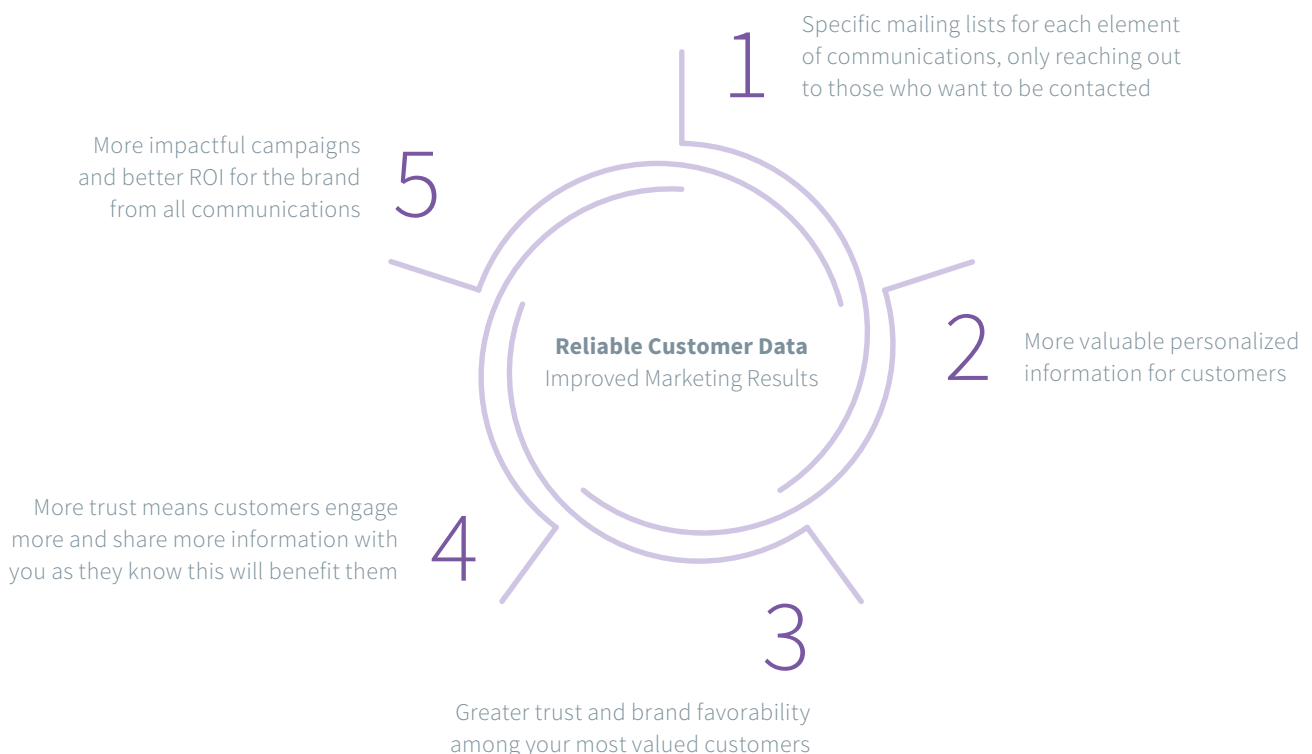 1
Specific mailing lists for each element
of communications, only reaching out
to those who want to be contacted
2
More valuable personalized
information for customers
3
Greater trust and brand favorability
among your most valued customers
4
More trust means customers engage
more and share more information with
you as they know this will benefit them
5
More impactful campaigns
and better ROI for the brand
from all communications
Reliable Customer Data
Improved Marketing Results